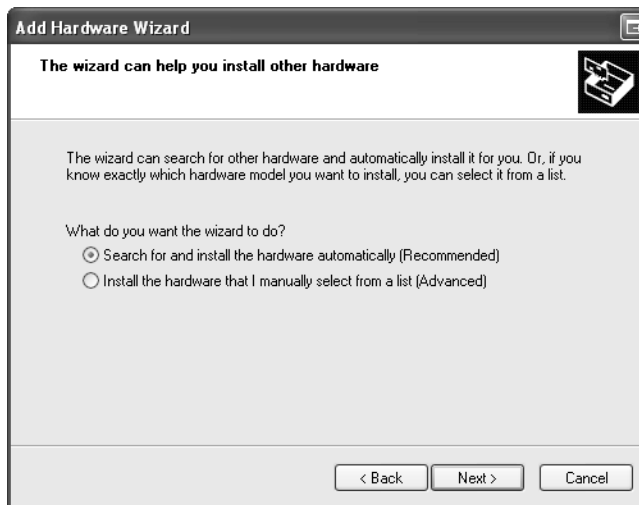 Add Hardware Wizard
The wizard can help you install other hardware
The wizard can search for other hardware and automatically install it for you. Or, if you
know exactly which hardware model you want to install, you can select it from a list.
What do you want the wizard to do?
Search for and install the hardware automatically (Recommended)
Install the hardware that I manually select from a list (Advanced)
< Back
Next >
Cancel